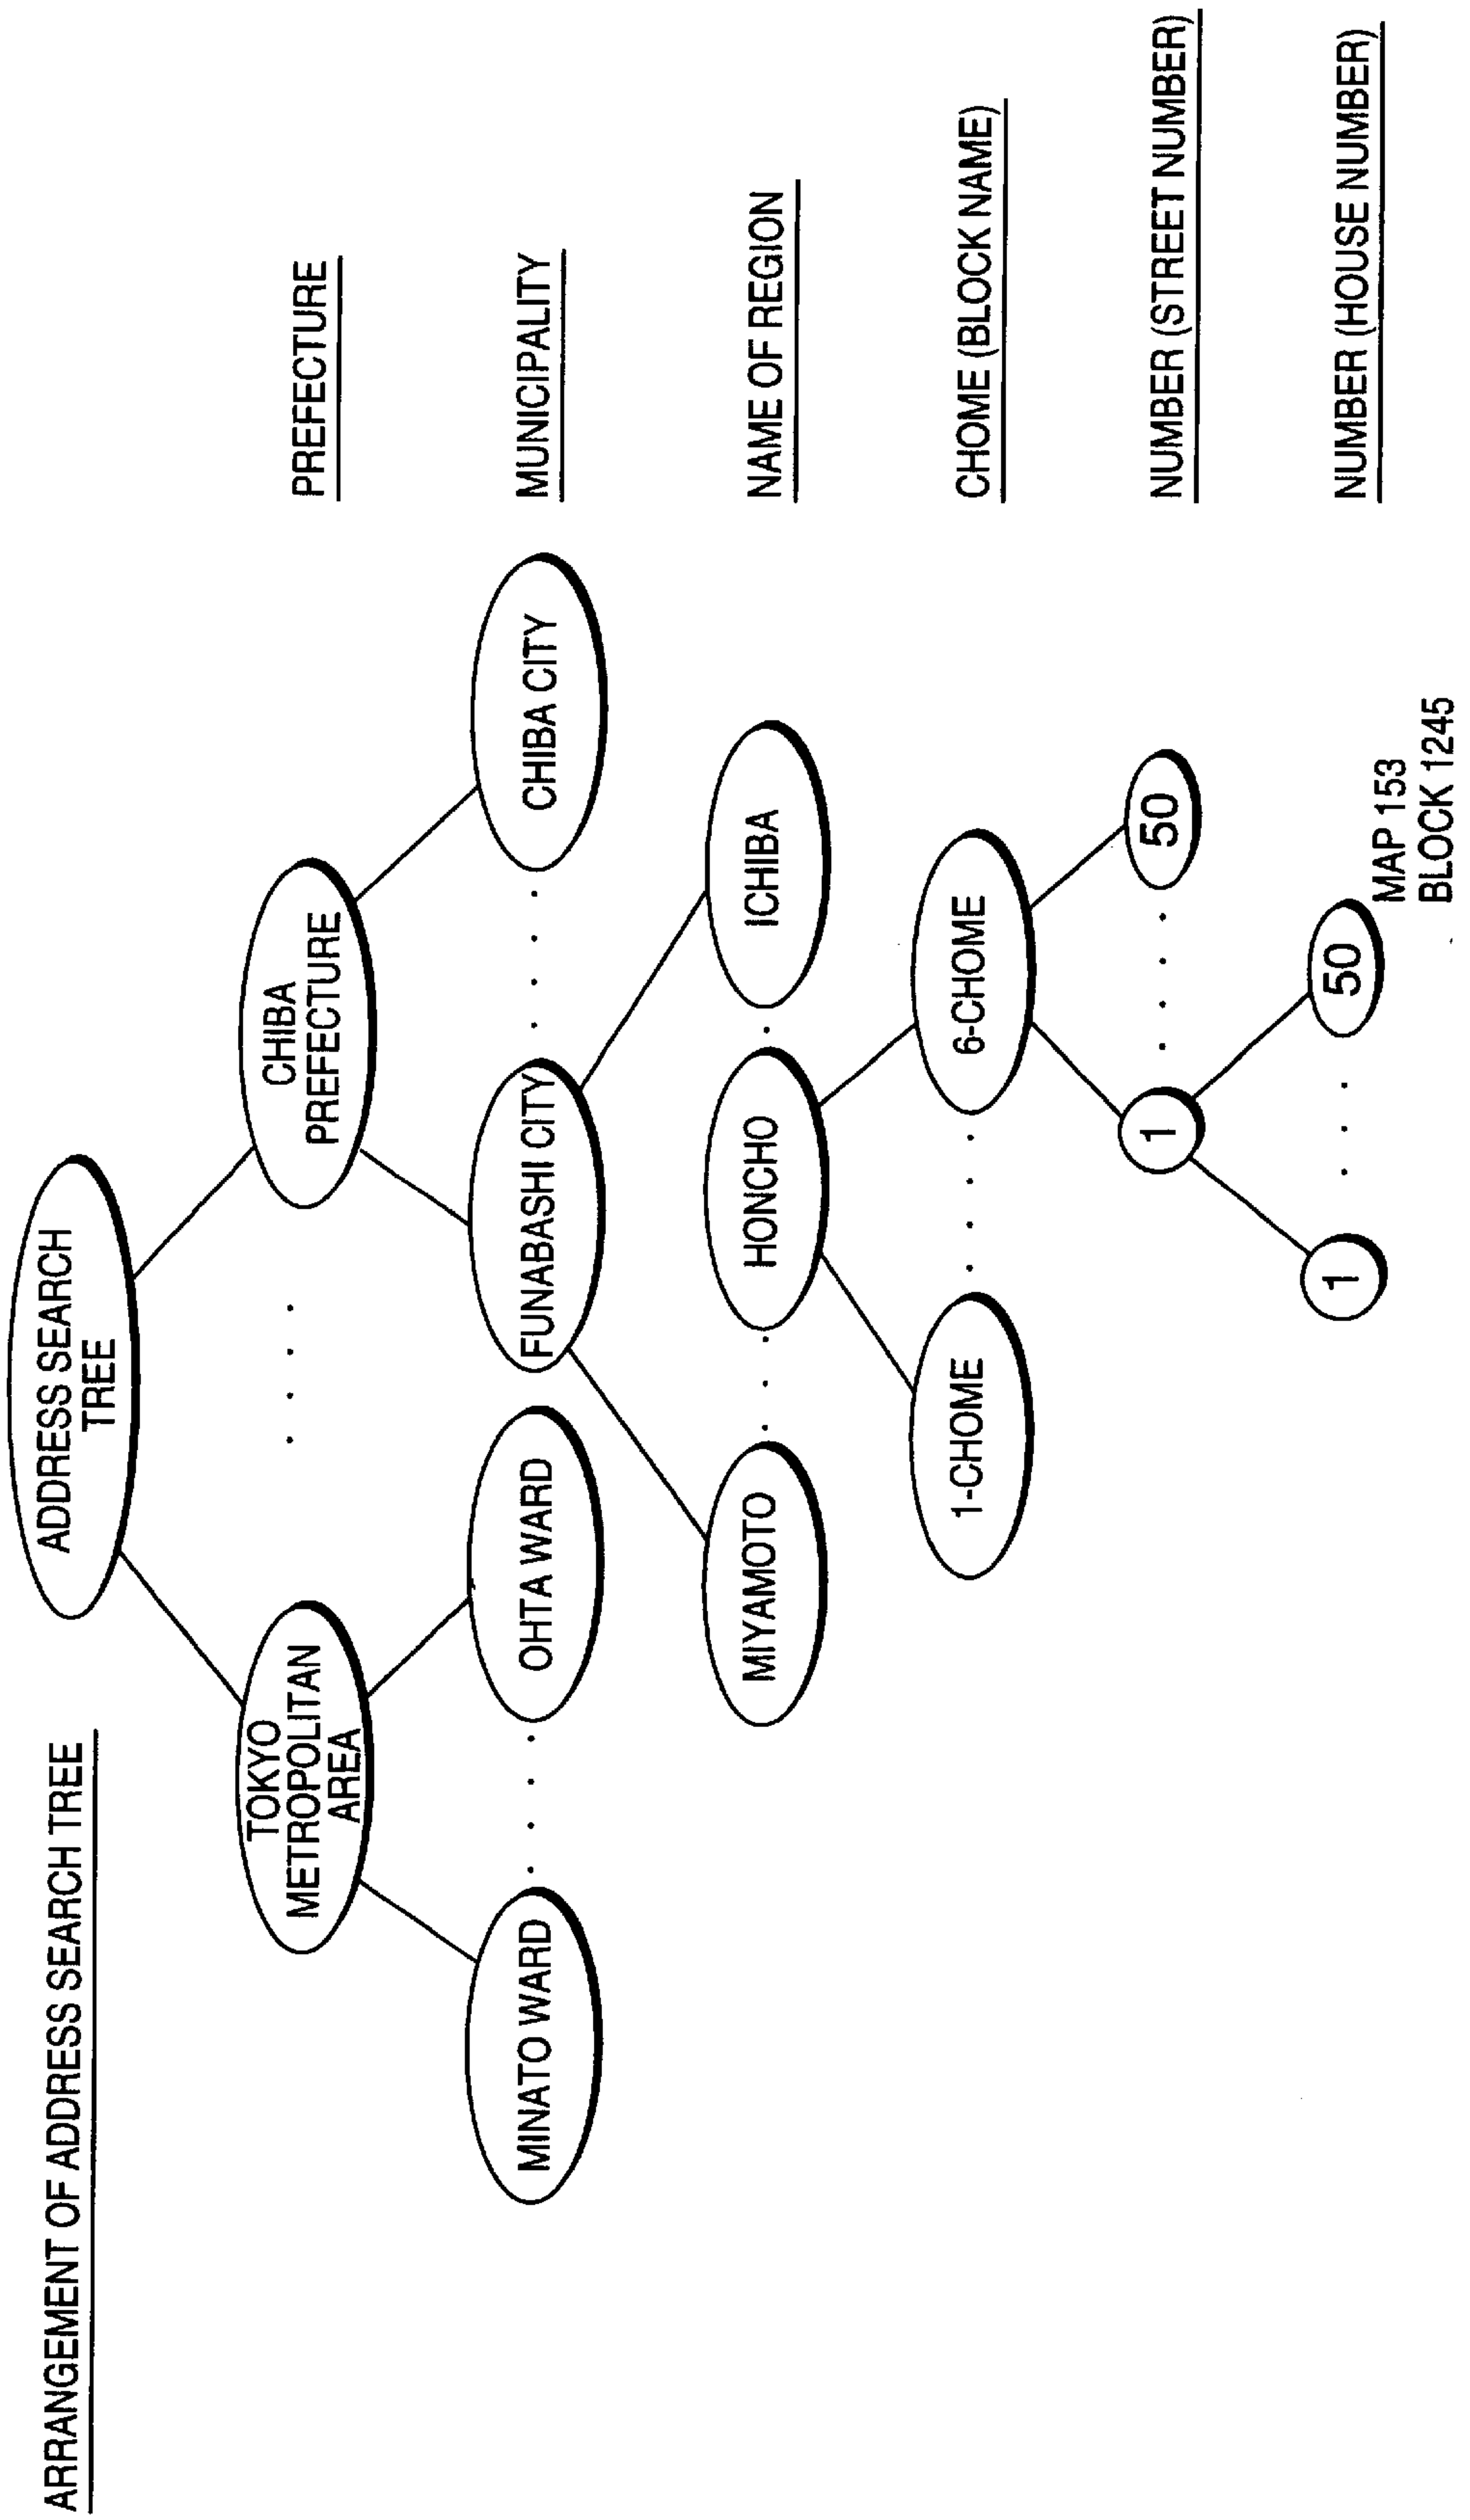 ARRANGEMENT OF ADDRESS SEARCH TREE
ADDRESS SEARCH
TREE
TOKYO
METROPOLITAN
AREA
CHIBA
PREFECTURE
PREFECTURE
MINATO WARD
OHTA WARD
FUNABASHI CITY
CHIBA CITY
MUNICIPALITY
MIYAMOTO
HONCHO
ICHIBA
NAME OF REGION
1-CHOME
6-CHOME
CHOME (BLOCK NAME)
1
50
NUMBER (STREET NUMBER)
1
50
NUMBER (HOUSE NUMBER)
MAP 153
BLOCK 1245